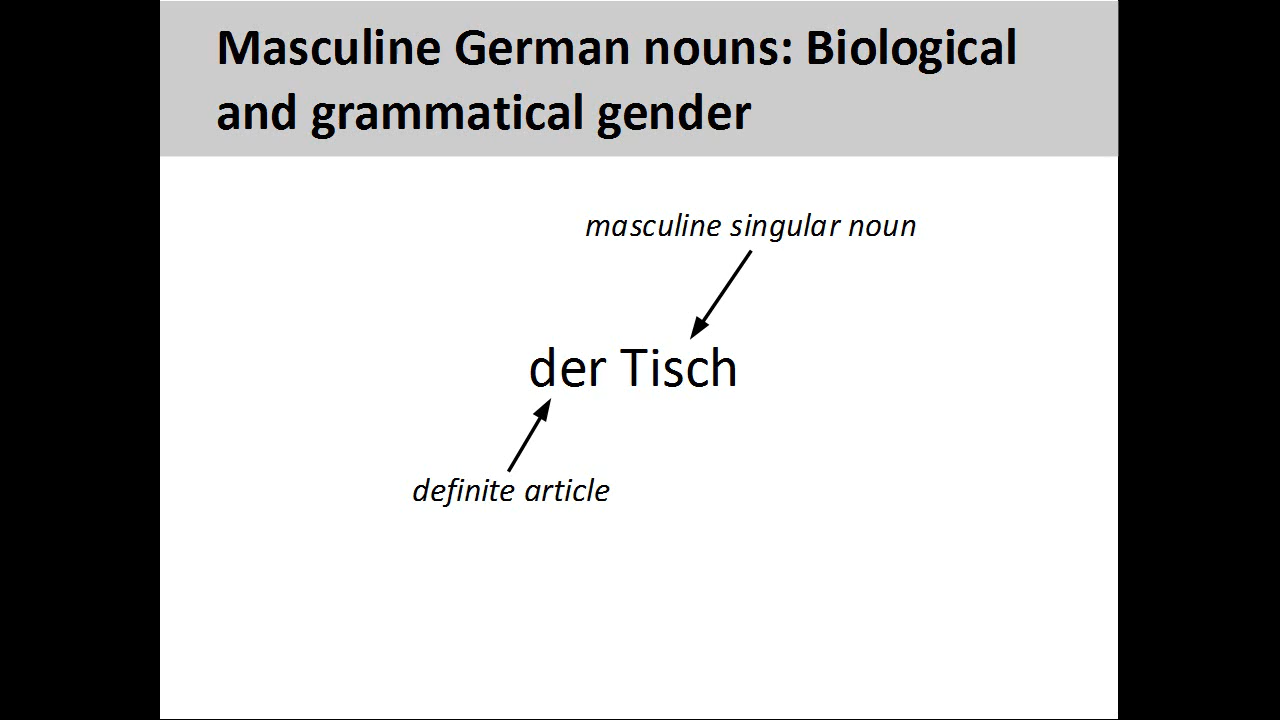 Masculine German nouns: Biological
and grammatical gender
masculine singular noun
der Tisch
definite article